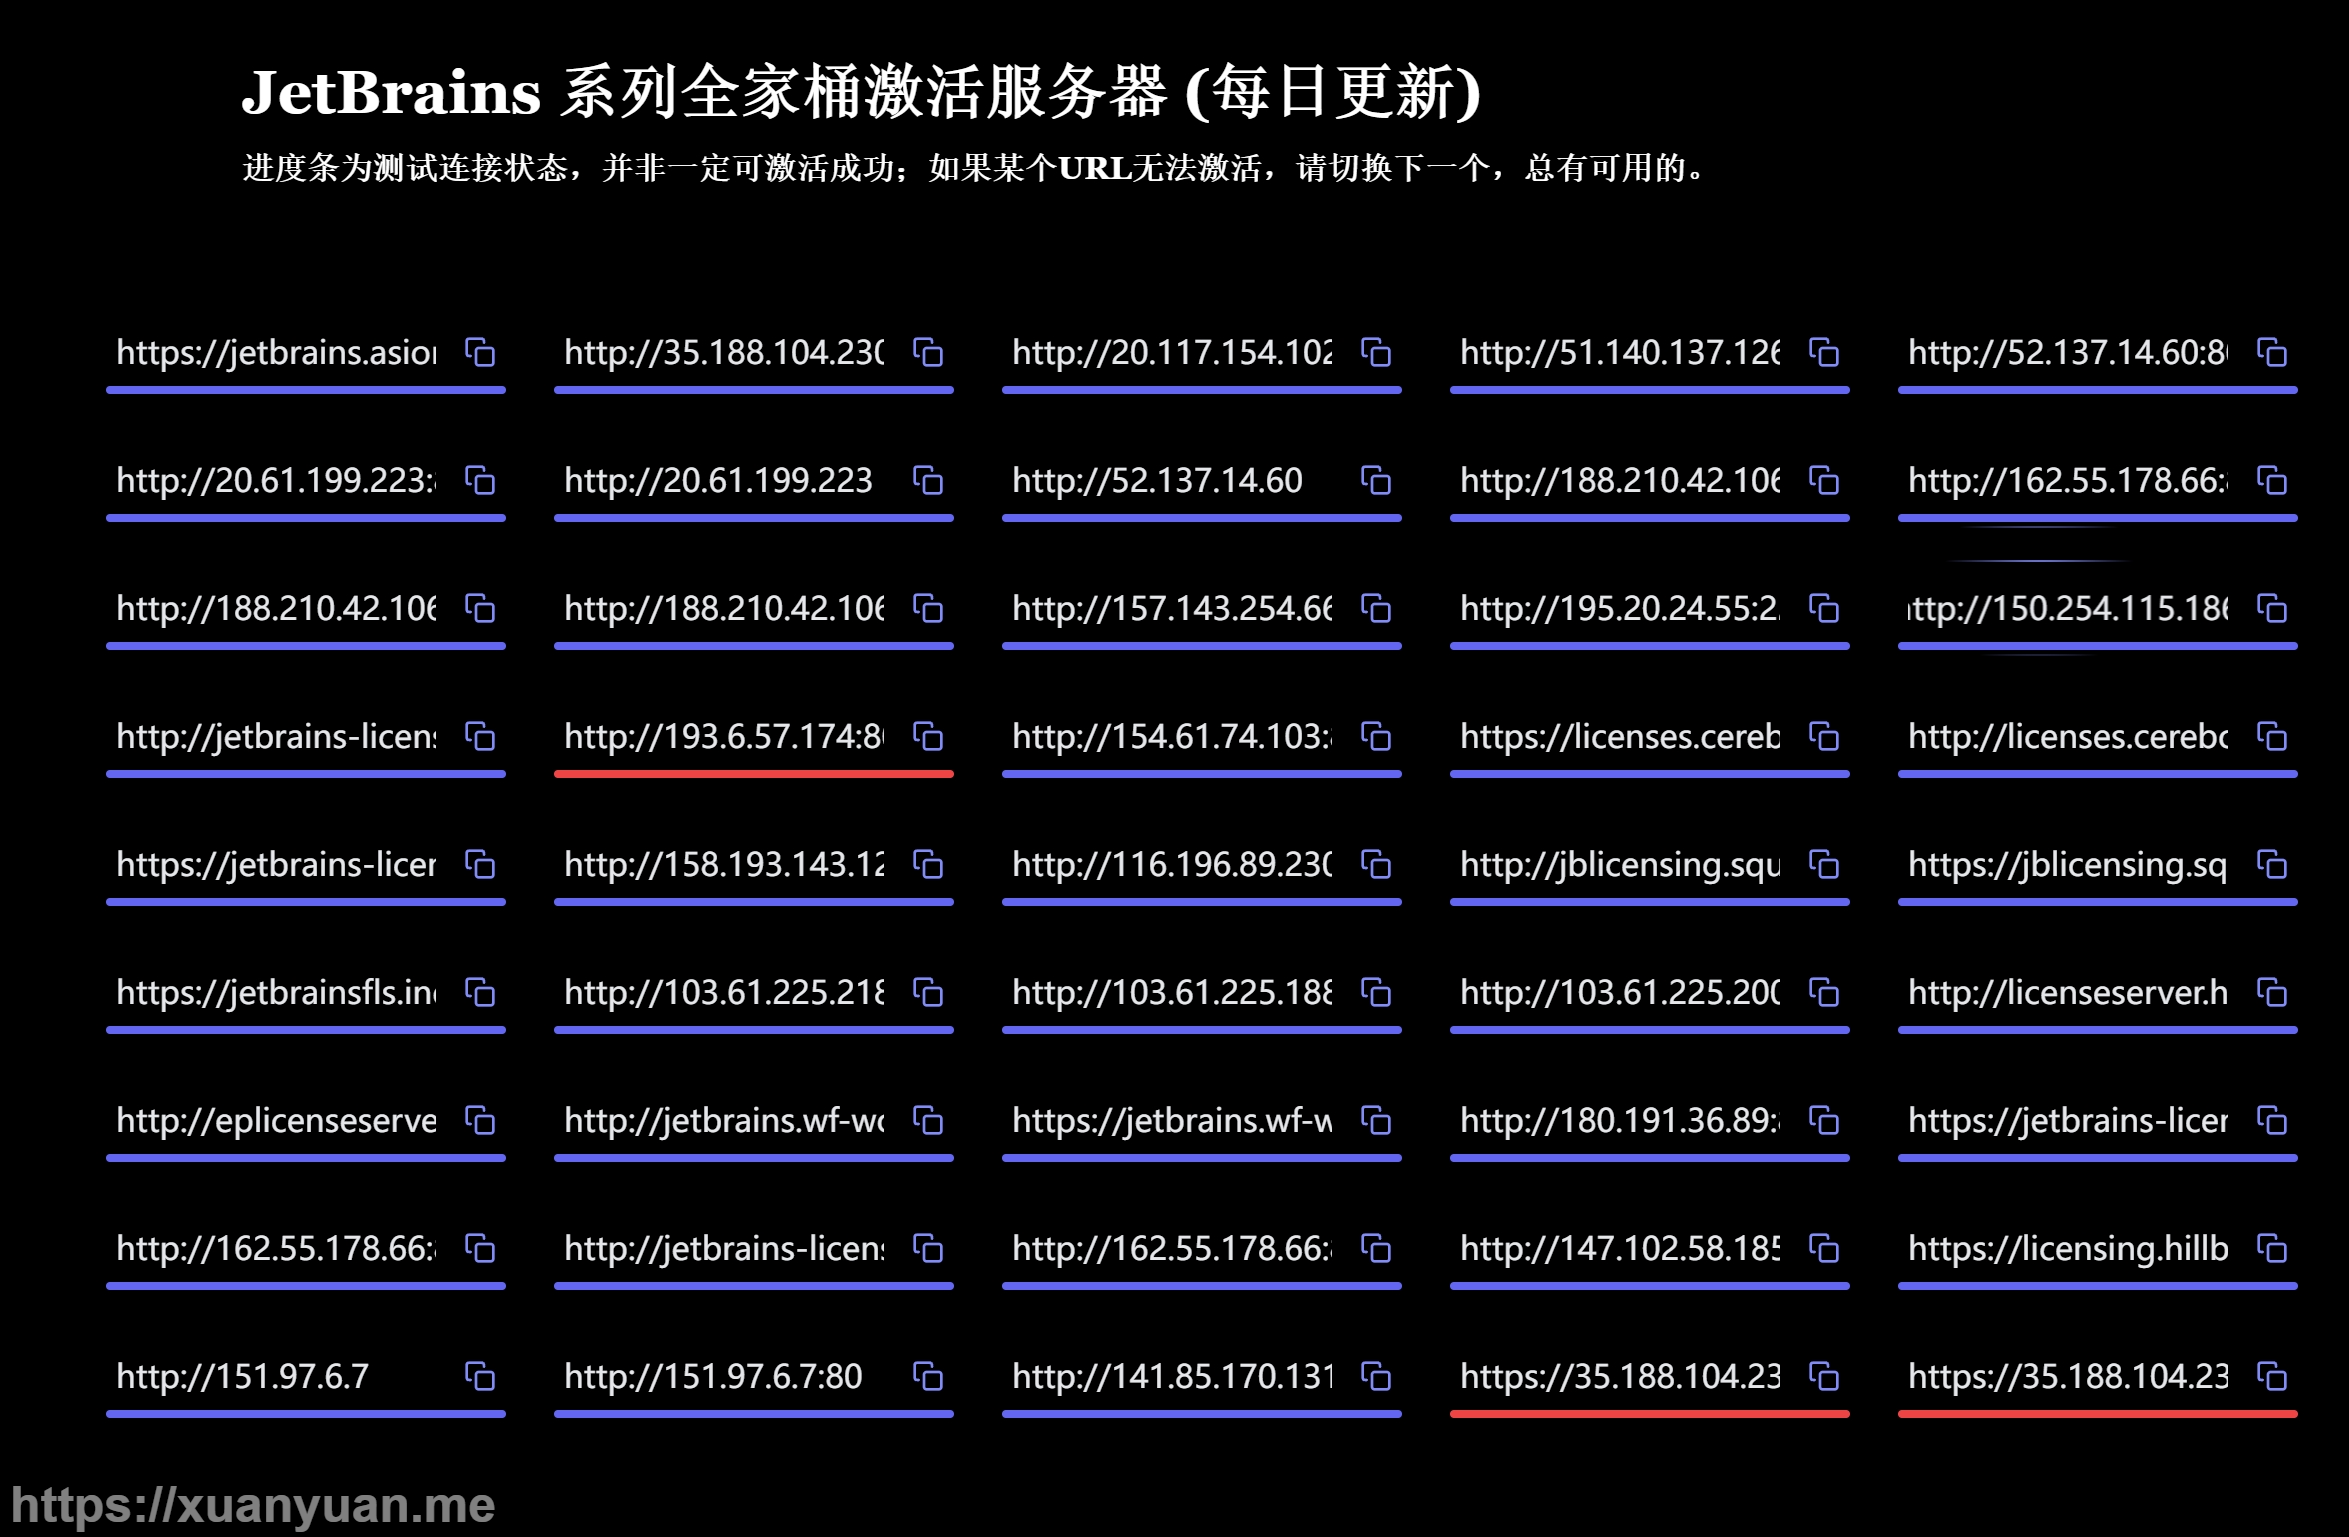 JetBrains 系列全家桶激活服务器 (每日更新)
进度条为测试连接状态，并非一定可激活成功；如果某个URL无法激活，请切换下一个，总有可用的。
https://jetbrains.asior http://35.188.104.230 http://20.117.154.102 http://51.140.137.126 http://52.137.14.60:80
http://20.61.199.223: http://20.61.199.223 http://52.137.14.60 http://188.210.42.106 http://162.55.178.66:
http://188.210.42.106 http://188.210.42.106 http://157.143.254.66 http://195.20.24.55:2 ttp://150.254.115.186
http://jetbrains-licens http://193.6.57.174:80 http://154.61.74.103: https://licenses.cereb http://licenses.cerebo
https://jetbrains-licen http://158.193.143.12 http://116.196.89.230 http://jblicensing.squ https://jblicensing.sq
https://jetbrainsfls.in http://103.61.225.218 http://103.61.225.188 http://103.61.225.200 http://licenseserver.h
http://eplicenseserve http://jetbrains.wf-wo https://jetbrains.wf-w http://180.191.36.89: https://jetbrains-licen
http://162.55.178.66: http://jetbrains-licens http://162.55.178.66: http://147.102.58.185 https://licensing.hillb
http://151.97.6.7 http://151.97.6.7:80 http://141.85.170.131 https://35.188.104.23 https://35.188.104.23
https://xuanyuan.me